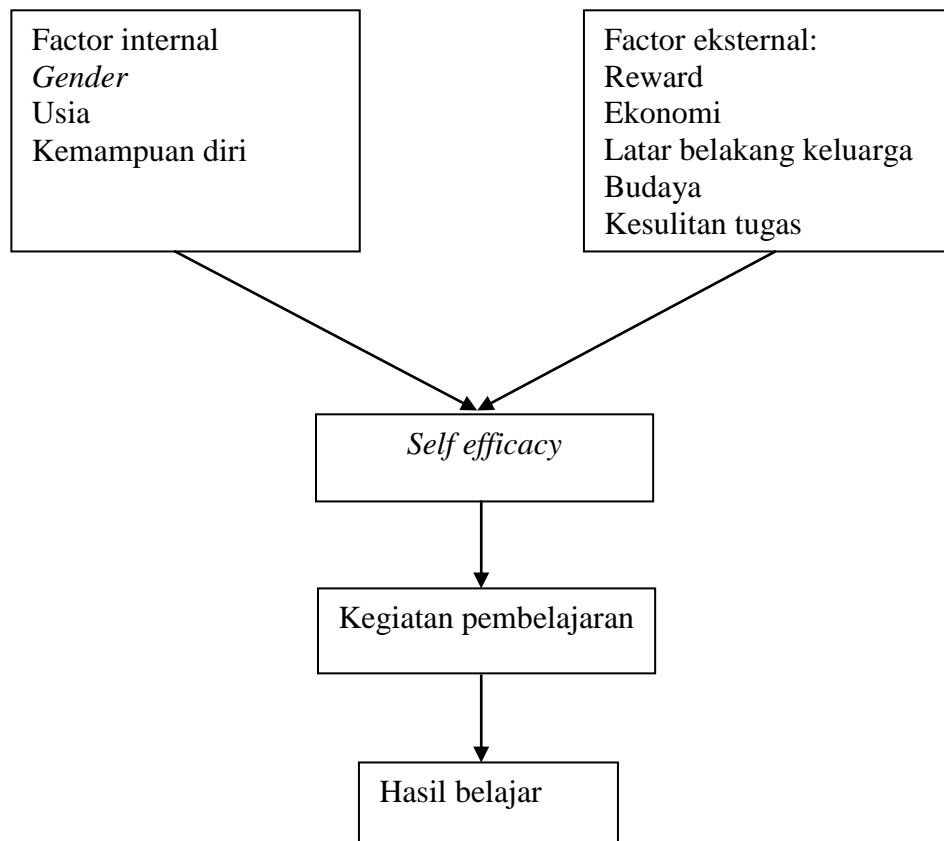 Factor internal
Gender
Usia
Kemampuan diri
Factor eksternal:
Reward
Ekonomi
Latar belakang keluarga
Budaya
Kesulitan tugas
Self efficacy
Kegiatan pembelajaran
Hasil belajar